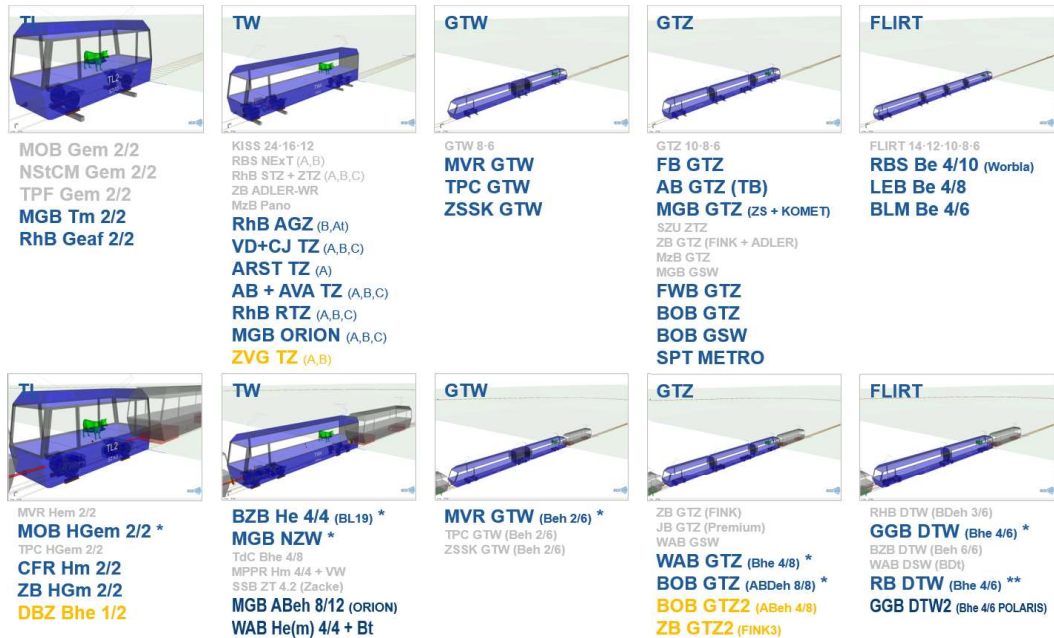 TL
MOB Gem 2/2
NStCM Gem 2/2
TPF Gem 2/2
MGB Tm 2/2
RhB Geaf 2/2
TW
KISS 24·16·12
RBS NExT (A,B)
RhB STZ + ZTZ (A,B,C)
ZB ADLER-WR
MzB Pano
RhB AGZ (B,At)
VD+CJ TZ (A,B,C)
ARST TZ (A)
AB + AVA TZ (A,B,C)
RhB RTZ (A,B,C)
MGB ORION (A,B,C)
ZVG TZ (A,B)
GTW
GTW 8·6
MVR GTW
TPC GTW
ZSSK GTW
GTZ
GTZ 10·8·6
FB GTZ
AB GTZ (TB)
MGB GTZ (ZS + KOMET)
SZU ZTZ
ZB GTZ (FINK + ADLER)
MzB GTZ
MGB GSW
FWB GTZ
BOB GTZ
BOB GSW
SPT METRO
FLIRT
FLIRT 14·12·10·8·6
RBS Be 4/10 (Worbla)
LEB Be 4/8
BLM Be 4/6
TL
TL2
MVR Hem 2/2
MOB HGem 2/2 *
TPC HGem 2/2
CFR Hm 2/2
ZB HGm 2/2
DBZ Bhe 1/2
TW
BZB He 4/4 (BL19) *
MGB NZW *
TdC Bhe 4/8
MPPR Hm 4/4 + VW
SSB ZT 4.2 (Zacke)
MGB ABeh 8/12 (ORION)
WAB He(m) 4/4 + Bt
GTW
MVR GTW (Beh 2/6) *
TPC GTW (Beh 2/6)
ZSSK GTW (Beh 2/6)
GTZ
ZB GTZ (FINK)
JB GTZ (Premium)
WAB GSW
WAB GTZ (Bhe 4/8) *
BOB GTZ (ABDeh 8/8) *
BOB GTZ2 (ABeh 4/8)
ZB GTZ2 (FINK3)
FLIRT
RHB DTW (BDeh 3/6)
GGB DTW (Bhe 4/6) *
BZB DTW (Beh 6/6)
WAB DSW (BDt)
RB DTW (Bhe 4/6) **
GGB DTW2 (Bhe 4/6 POLARIS)